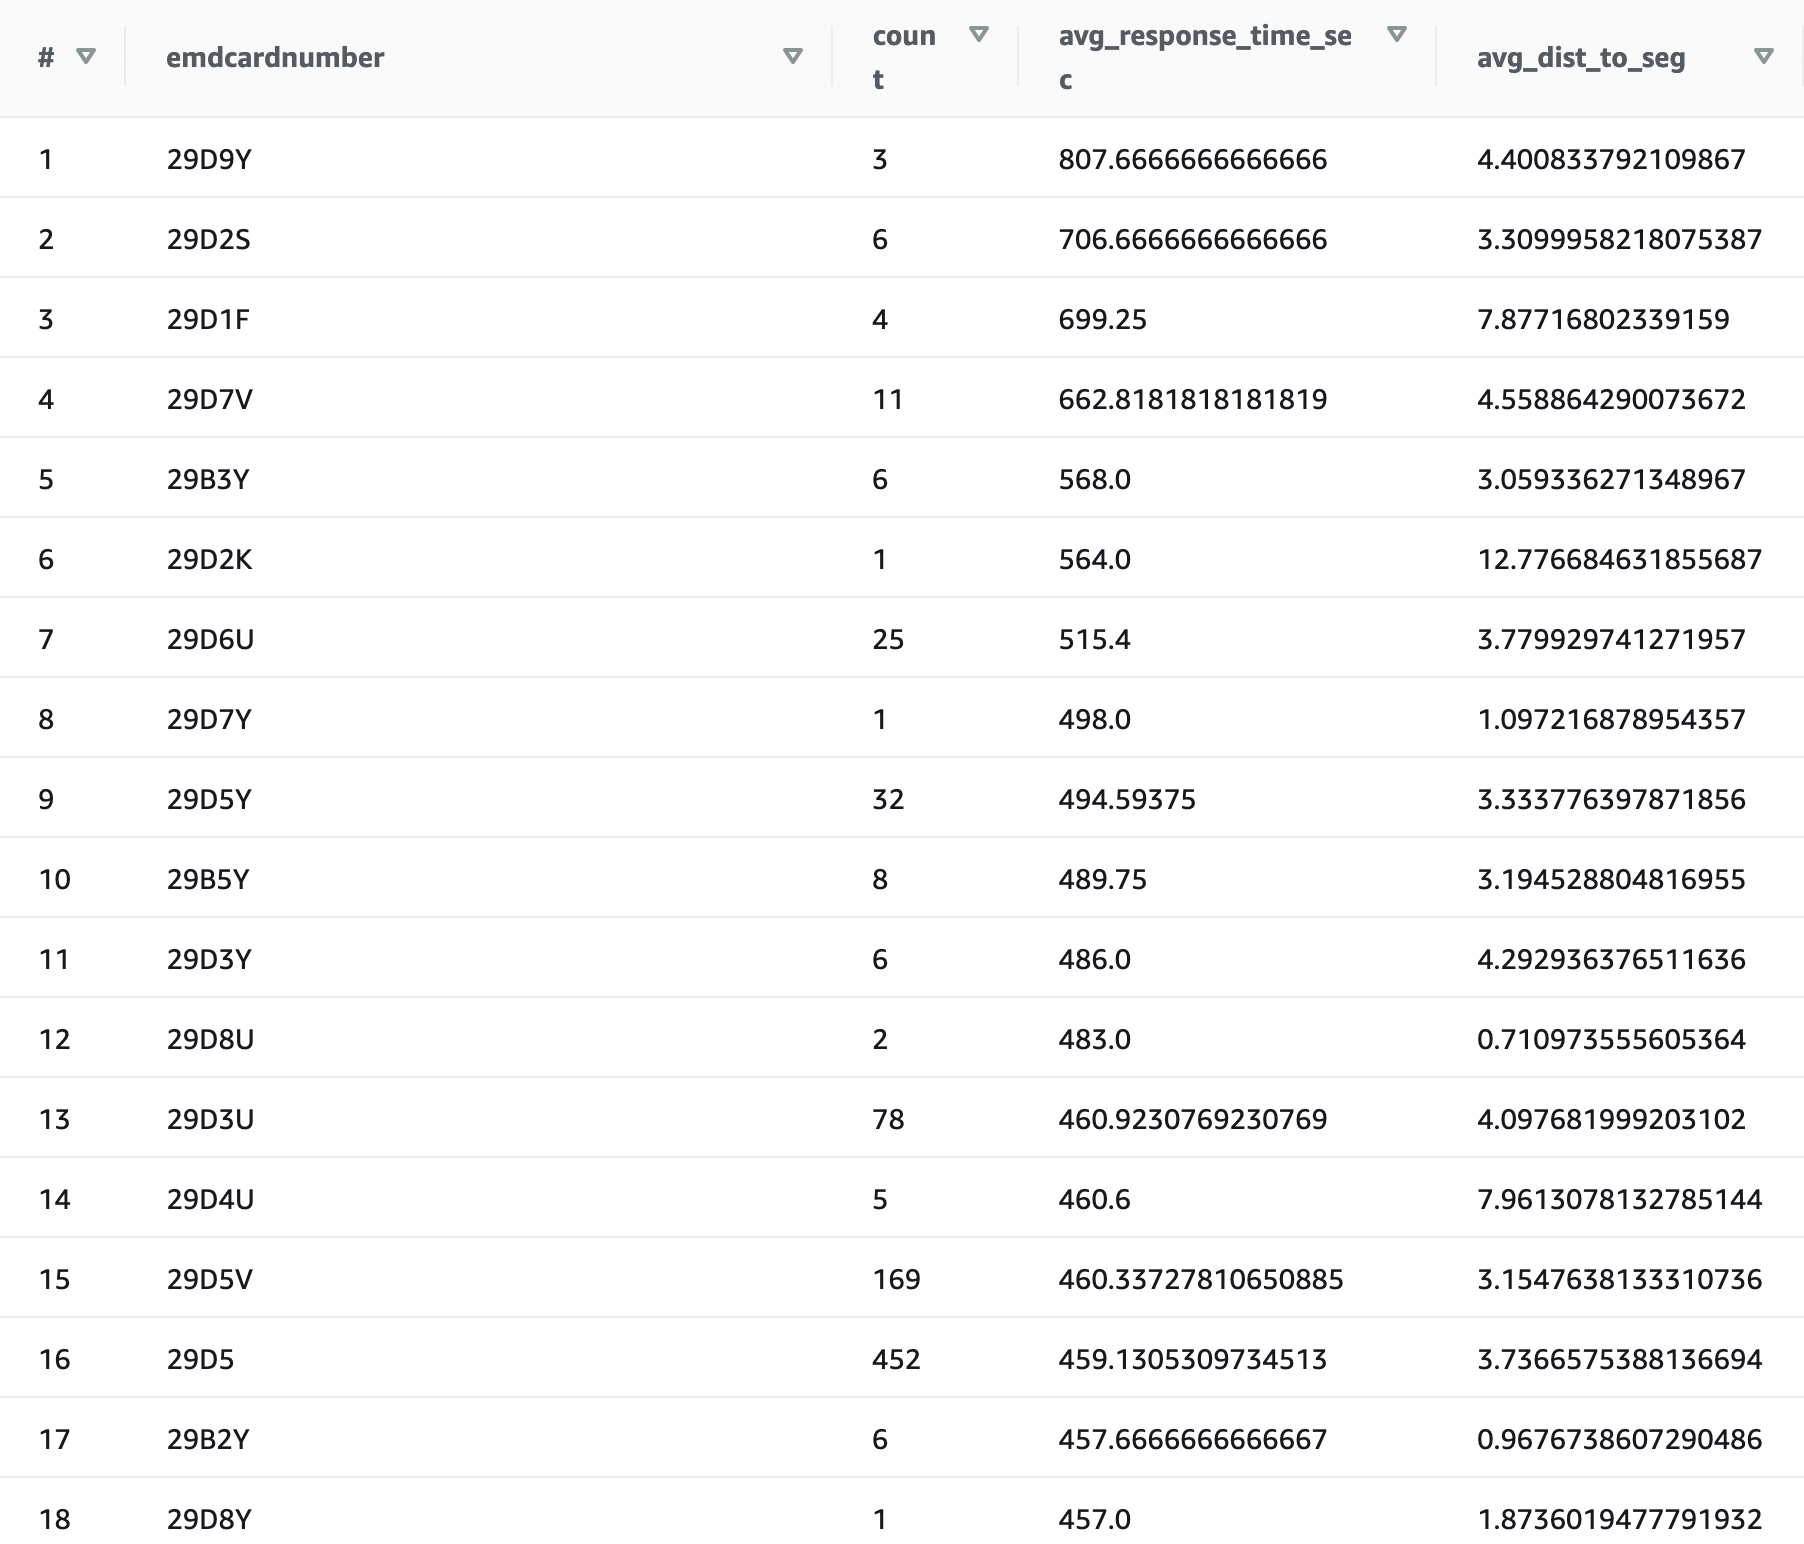 # emdcardnumber count avg_response_time_sec avg_dist_to_seg
1 29D9Y 3 807.6666666666666 4.400833792109867
2 29D2S 6 706.6666666666666 3.3099958218075387
3 29D1F 4 699.25 7.87716802339159
4 29D7V 11 662.8181818181819 4.558864290073672
5 29B3Y 6 568.0 3.059336271348967
6 29D2K 1 564.0 12.776684631855687
7 29D6U 25 515.4 3.779929741271957
8 29D7Y 1 498.0 1.097216878954357
9 29D5Y 32 494.59375 3.333776397871856
10 29B5Y 8 489.75 3.194528804816955
11 29D3Y 6 486.0 4.292936376511636
12 29D8U 2 483.0 0.710973555605364
13 29D3U 78 460.9230769230769 4.097681999203102
14 29D4U 5 460.6 7.9613078132785144
15 29D5V 169 460.33727810650885 3.1547638133310736
16 29D5 452 459.1305309734513 3.7366575388136694
17 29B2Y 6 457.6666666666667 0.9676738607290486
18 29D8Y 1 457.0 1.8736019477791932